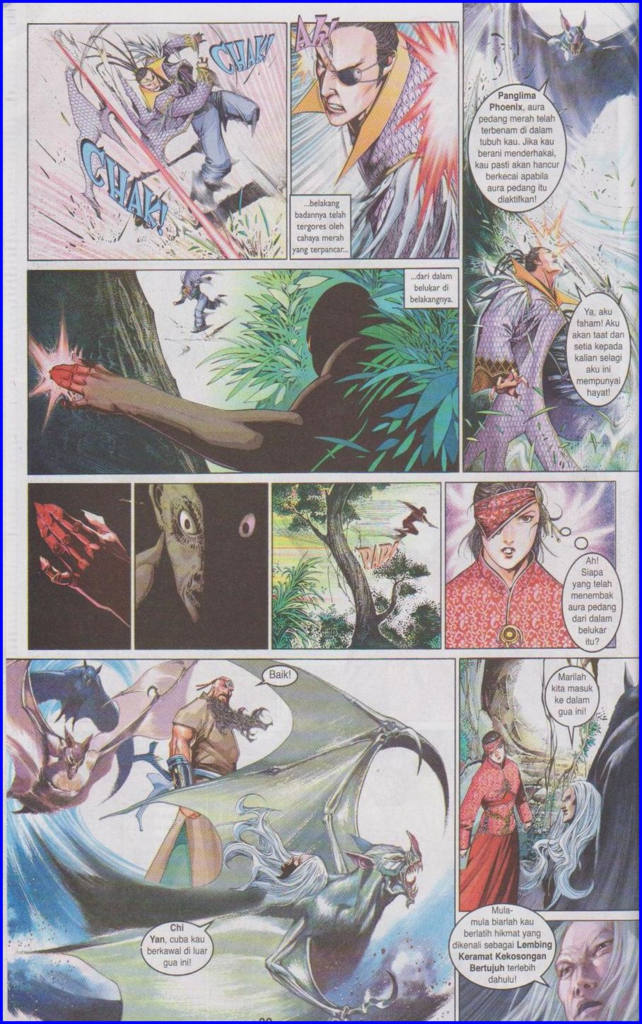 CHAK!
CHAK!
AKH
...belakang
badannya telah
tergores oleh
cahaya merah
yang terpancar...
Panglima
Phoenix, aura
pedang merah telah
terbenam di dalam
tubuh kau. Jika kau
berani menderhakai,
kau pasti akan hancur
berkecai apabila
aura pedang itu
diaktifkan!
Ya, aku
faham! Aku
akan taat dan
setia kepada
kalian selagi
aku ini
mempunyai
hayat!
...dari dalam
belukar di
belakangnya.
Ah!
Siapa
yang telah
menembak
aura pedang
dari dalam
belukar
itu?
Baik!
Chi
Yan, cuba kau
berkawal di luar
gua ini!
Marilah
kita masuk
ke dalam
gua ini!
Mula-
mula biarlah kau
berlatih hikmat yang
dikenali sebagai Lembing
Keramat Kekosongan
Bertujuh terlebih
dahulu!